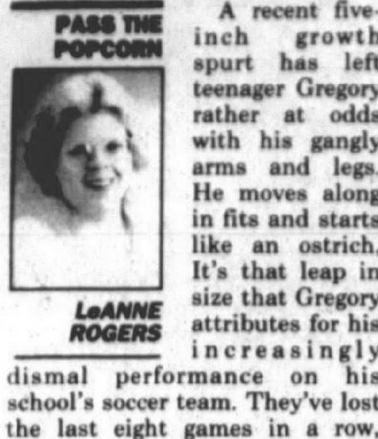 PASS THE
POPCORN
LeANNE
ROGERS
A recent five-
inch growth
spurt has left
teenager Gregory
rather at odds
with his gangly
arms and legs.
He moves along
in fits and starts
like an ostrich.
It's that leap in
size that Gregory
attributes for his
increasingly
dismal performance on his
school's soccer team. They've lost
the last eight games in a row.